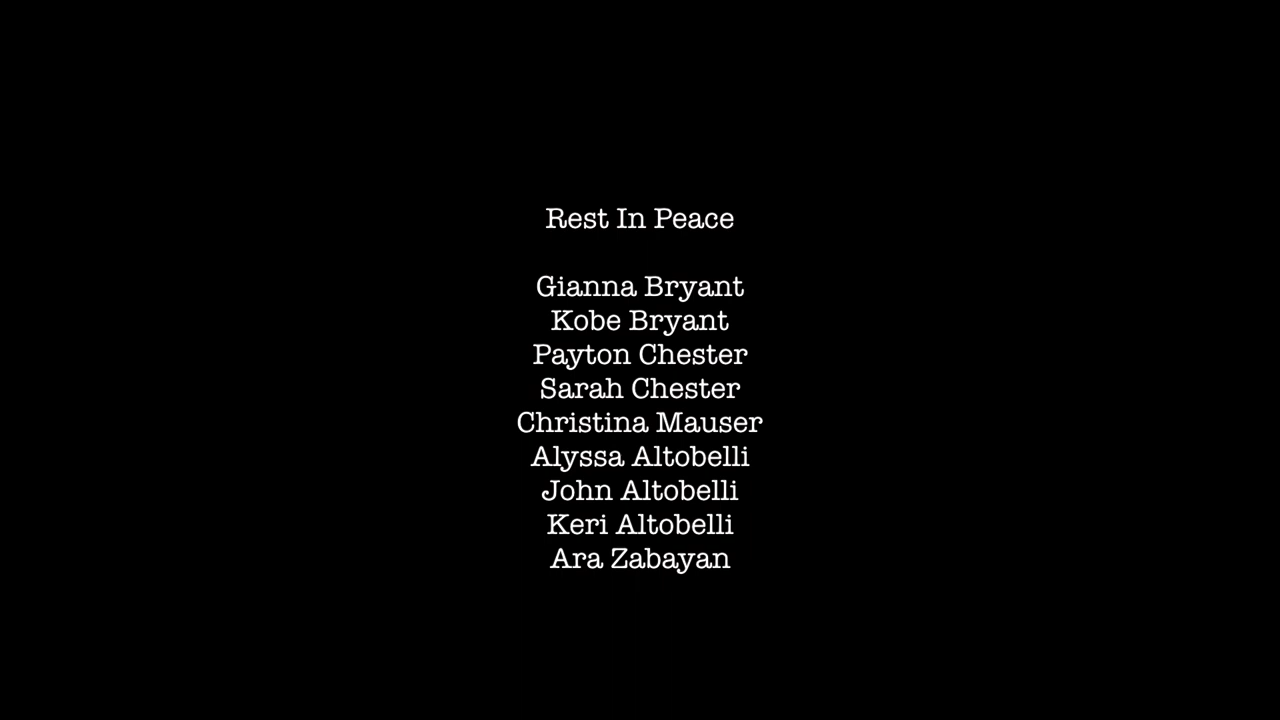 Rest In Peace
Gianna Bryant
Kobe Bryant
Payton Chester
Sarah Chester
Christina Mauser
Alyssa Altobelli
John Altobelli
Keri Altobelli
Ara Zabayan